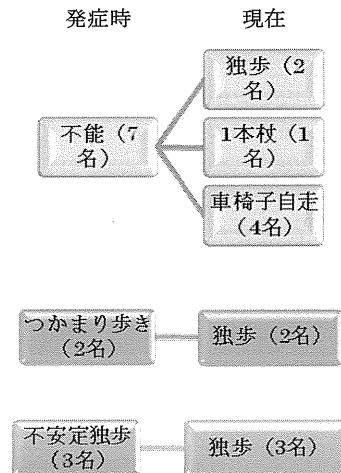 発症時 現在
独歩（2
名）
不能（7
名）
1本杖（1
名）
車椅子自走
（4名）
つかまり歩き
（2名）
独歩（2名）
不安定独歩
（3名）
独歩（3名）